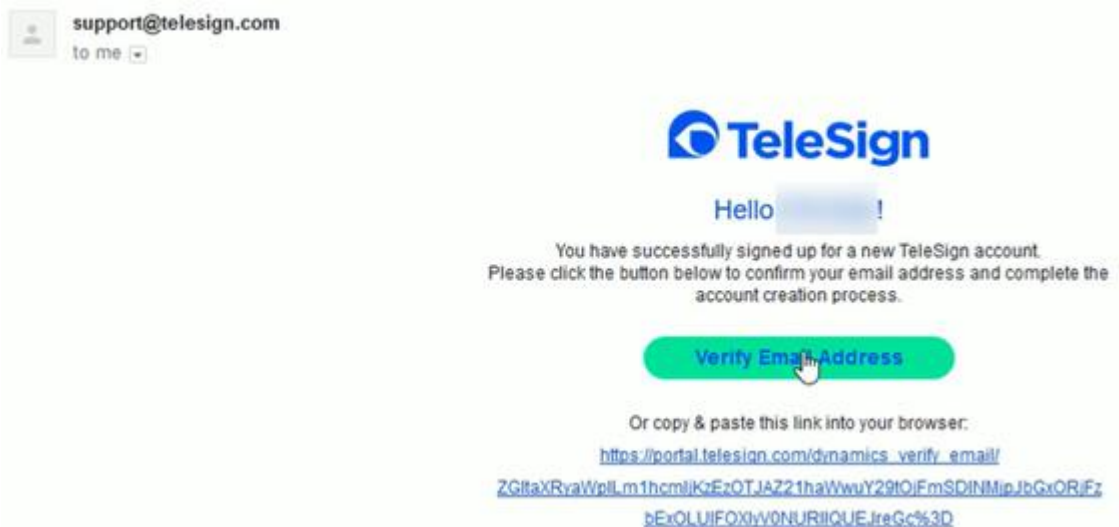 support@telesign.com
to me
TeleSign
Hello !
You have successfully signed up for a new TeleSign account.
Please click the button below to confirm your email address and complete the
account creation process.
Verify Email Address
Or copy & paste this link into your browser:
https://portal.telesign.com/dynamics_verify_email/